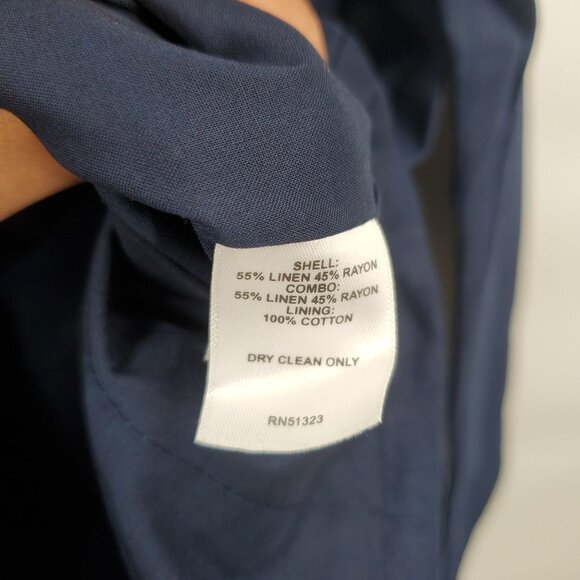 SHELL:
55% LINEN 45% RAYON
COMBO:
55% LINEN 45% RAYON
LINING:
100% COTTON
DRY CLEAN ONLY
RN51323